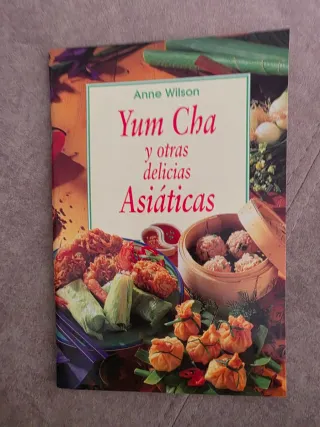 Anne Wilson
Yum Cha
y otras
delicias
Asiáticas